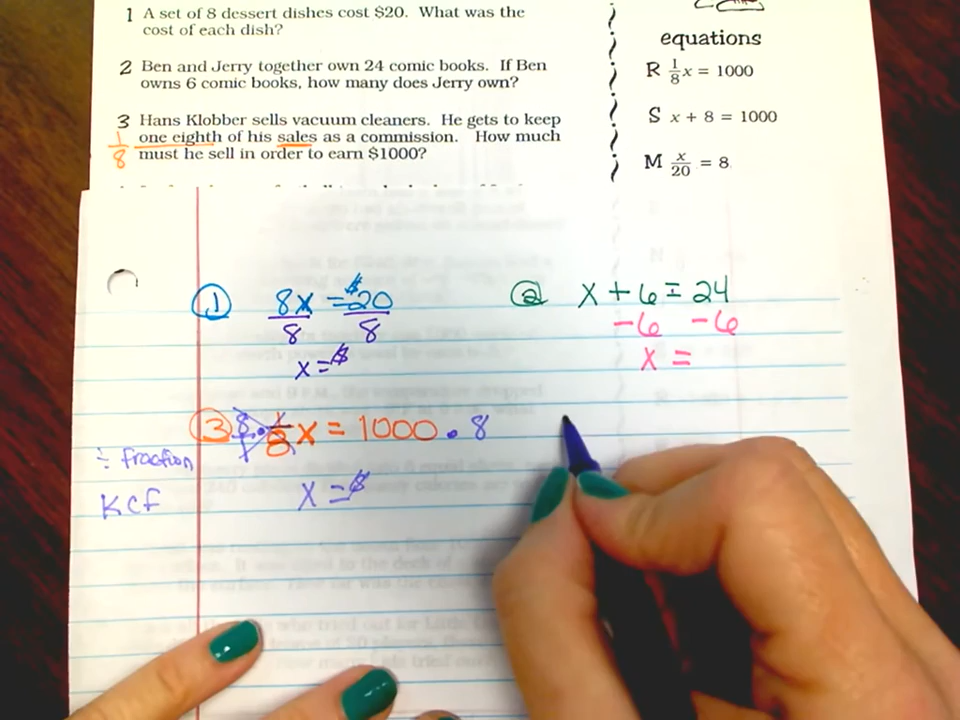 1 A set of 8 dessert dishes cost $20. What was the
cost of each dish?
2 Ben and Jerry together own 24 comic books. If Ben
owns 6 comic books, how many does Jerry own?
3 Hans Klobber sells vacuum cleaners. He gets to keep
1/8 one eighth of his sales as a commission. How much
must he sell in order to earn $1000?
equations
R 1/8 x = 1000
S x + 8 = 1000
M x/20 = 8
① 8x = $20
8 8
x = $
② x + 6 = 24
-6 -6
x =
③ 8/1 · 1/8 x = 1000 · 8
÷ fraction
KCF
x = $